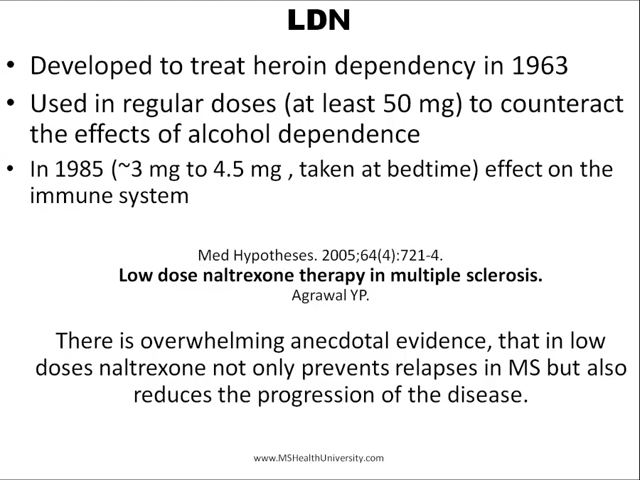 LDN
• Developed to treat heroin dependency in 1963
• Used in regular doses (at least 50 mg) to counteract
the effects of alcohol dependence
• In 1985 (~3 mg to 4.5 mg , taken at bedtime) effect on the
immune system
Med Hypotheses. 2005;64(4):721-4.
Low dose naltrexone therapy in multiple sclerosis.
Agrawal YP.
There is overwhelming anecdotal evidence, that in low
doses naltrexone not only prevents relapses in MS but also
reduces the progression of the disease.
www.MSHealthUniversity.com